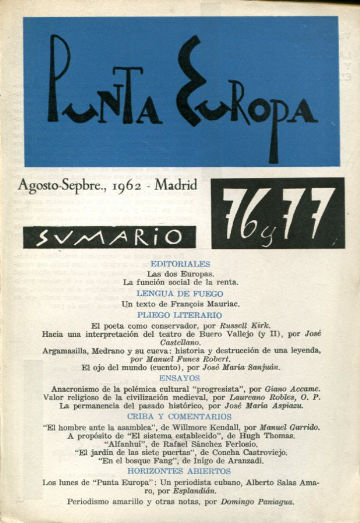 PUNTA EUROPA
Agosto-Sepbre., 1962 - Madrid
76 y 77
SUMARIO
EDITORIALES
Las dos Europas.
La función social de la renta.
LENGUA DE FUEGO
Un texto de François Mauriac.
PLIEGO LITERARIO
El poeta como conservador, por Russell Kirk.
Hacia una interpretación del teatro de Buero Vallejo (y II), por José
Castellano.
Argamasilla, Medrano y su cueva: historia y destrucción de una leyenda,
por Manuel Funes Robert.
El ojo del mundo (cuento), por José María Sanjuán.
ENSAYOS
Anacronismo de la polémica cultural "progresista", por Giano Accame.
Valor religioso de la civilización medieval, por Laureano Robles, O. P.
La permanencia del pasado histórico, por José María Aspiazu.
CRIBA Y COMENTARIOS
"El hombre ante la asamblea", de Willmore Kendall, por Manuel Garrido.
A propósito de "El sistema establecido", de Hugh Thomas.
"Alfanhuí", de Rafael Sánchez Ferlosio.
"El jardín de las siete puertas", de Concha Castroviejo.
"En el bosque Fang", de Iñigo de Aranzadi.
HORIZONTES ABIERTOS
Los lunes de "Punta Europa": Un periodista cubano, Alberto Salas Ama-
ro, por Esplandián.
Periodismo amarillo y otras notas, por Domingo Paniagua.